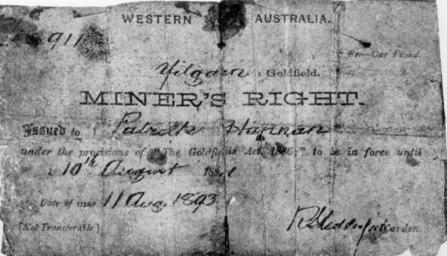 WESTERN AUSTRALIA.
911
Fee—One Pound.
Yilgarn Goldfield.
MINER'S RIGHT.
Issued to Patrick Hannan
under the provisions of "The Goldfields Act, 1886," to be in force until
10th August 1894
Date of issue 11 Aug. 1893
Warden.
[Not Transferable]